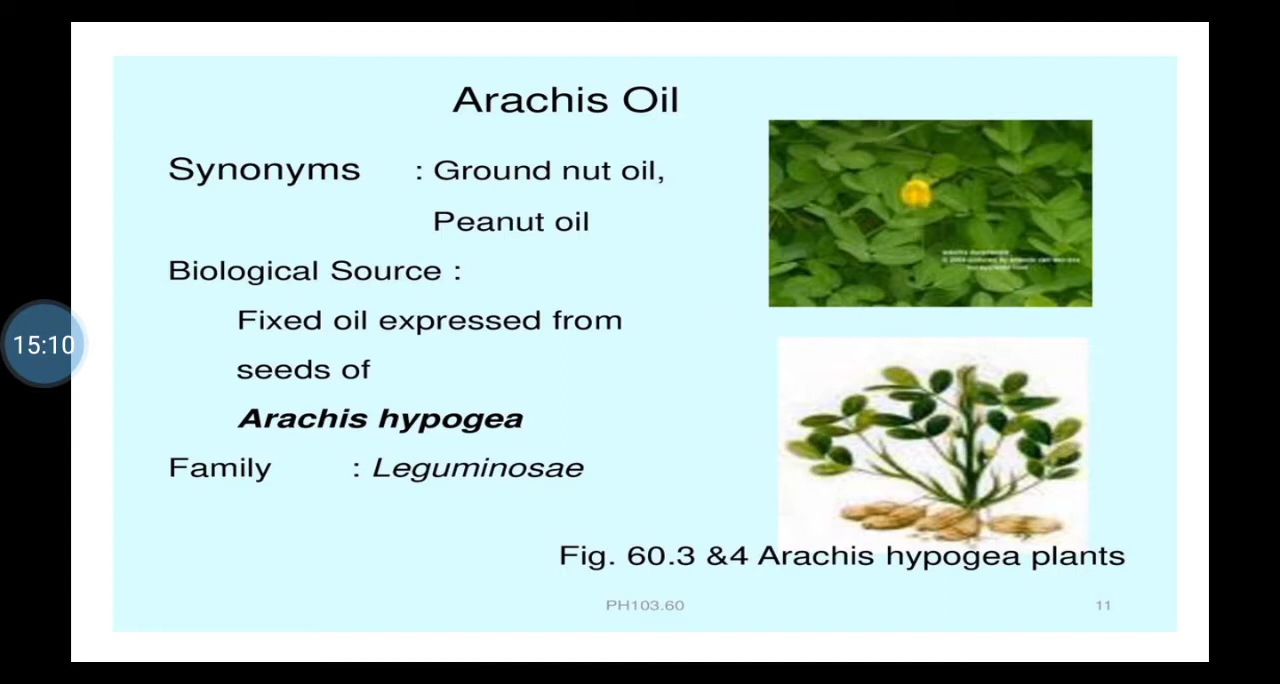 Arachis Oil
Synonyms : Ground nut oil,
Peanut oil
Biological Source :
Fixed oil expressed from
seeds of
Arachis hypogea
Family : Leguminosae
Fig. 60.3 &4 Arachis hypogea plants
PH103.60
11
15:10